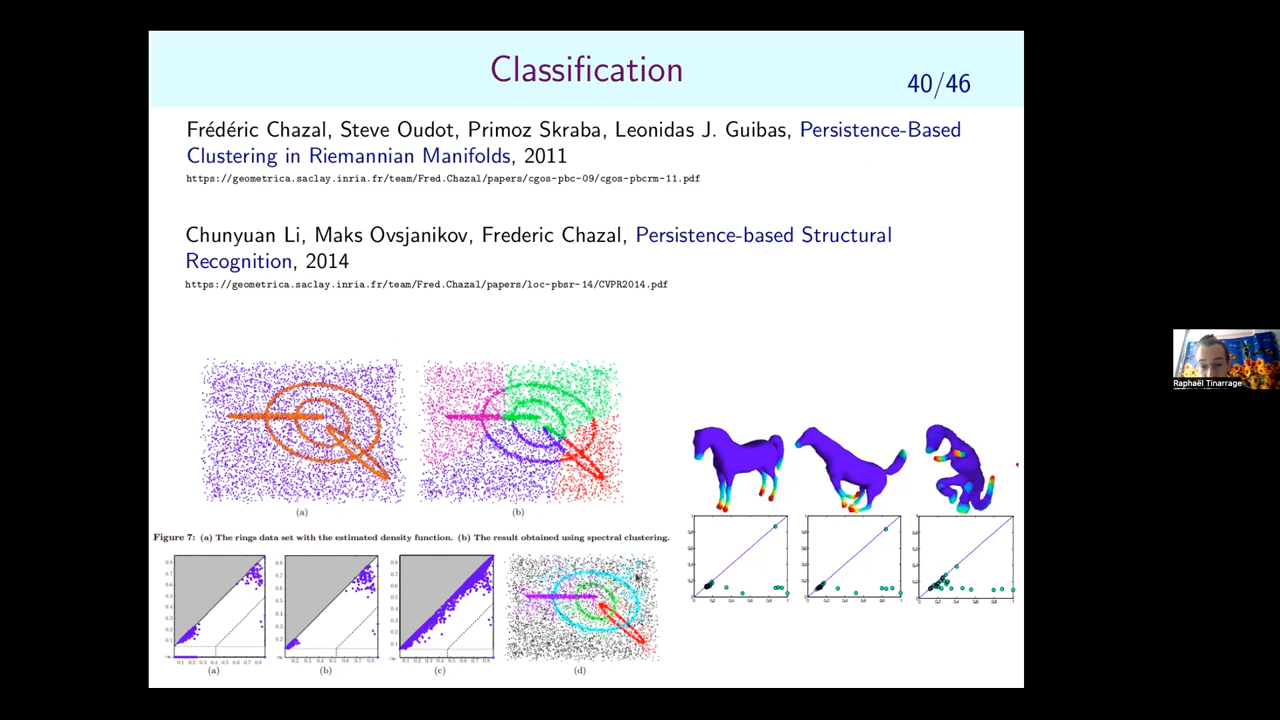 Classification
40/46
Frédéric Chazal, Steve Oudot, Primoz Skraba, Leonidas J. Guibas, Persistence-Based
Clustering in Riemannian Manifolds, 2011
https://geometrica.saclay.inria.fr/team/Fred.Chazal/papers/cgos-pbc-09/cgos-pbcrm-11.pdf
Chunyuan Li, Maks Ovsjanikov, Frederic Chazal, Persistence-based Structural
Recognition, 2014
https://geometrica.saclay.inria.fr/team/Fred.Chazal/papers/loc-pbsr-14/CVPR2014.pdf
Raphaël Tinarrage
(a) (b)
Figure 7: (a) The rings data set with the estimated density function. (b) The result obtained using spectral clustering.
(a) (b) (c) (d)